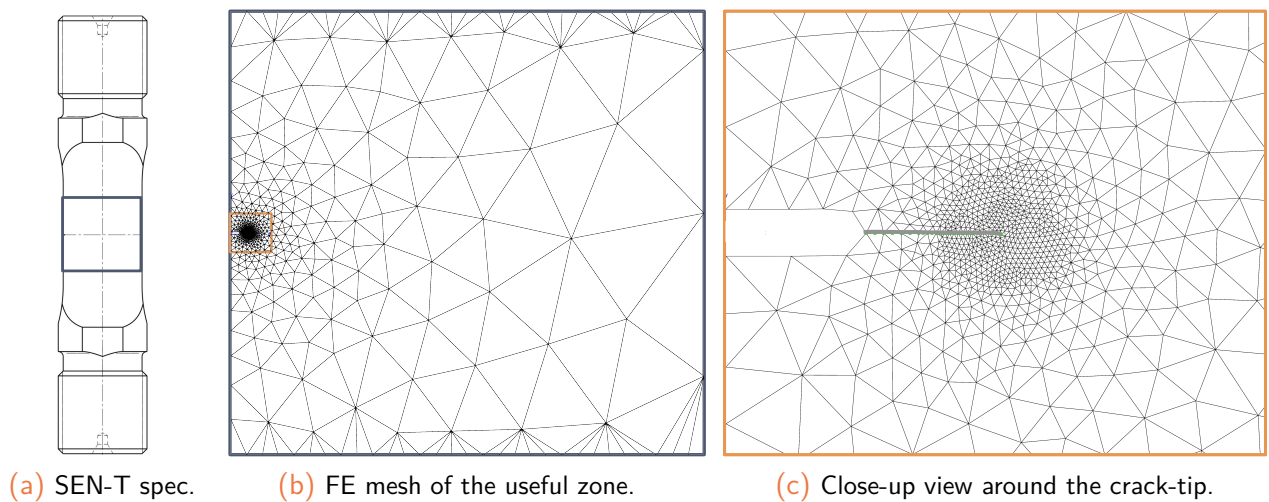 (a) SEN-T spec.
(b) FE mesh of the useful zone.
(c) Close-up view around the crack-tip.